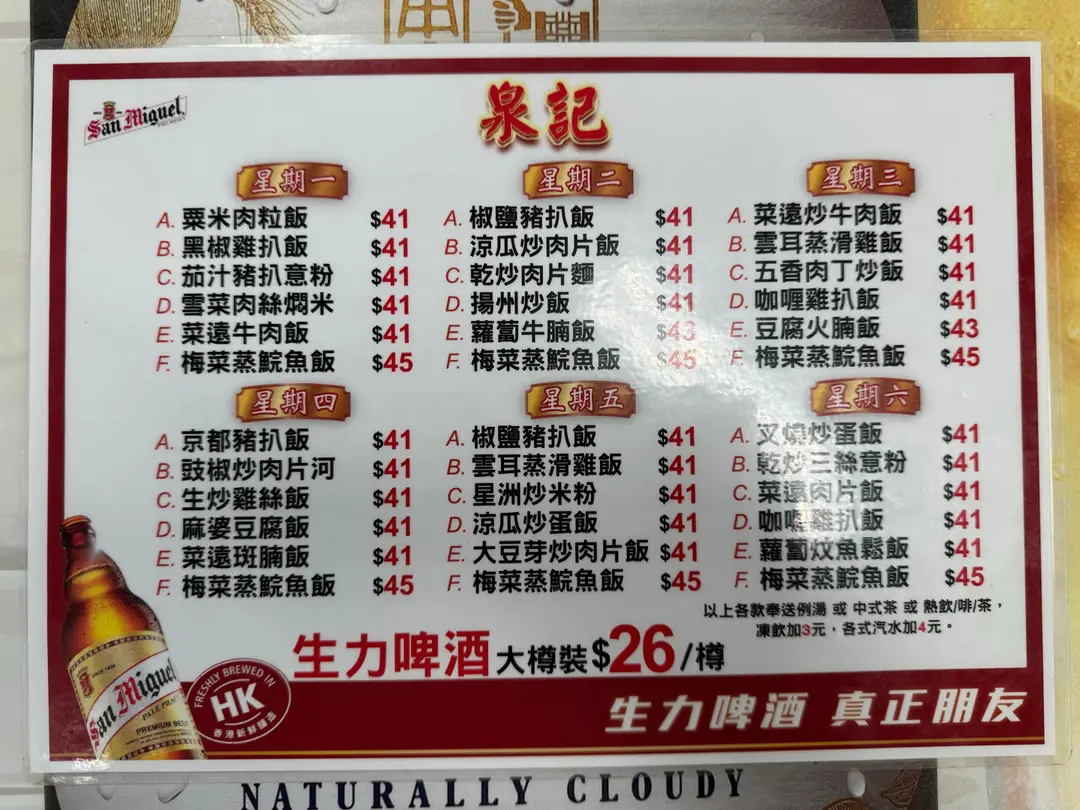 San Miguel
泉記
星期一
A. 粟米肉粒飯 $41
B. 黑椒雞扒飯 $41
C. 茄汁豬扒意粉 $41
D. 雪菜肉絲燜米 $41
E. 菜遠牛肉飯 $41
F. 梅菜蒸鯇魚飯 $45
星期二
A. 椒鹽豬扒飯 $41
B. 涼瓜炒肉片飯 $41
C. 乾炒肉片麵 $41
D. 揚州炒飯 $41
E. 蘿蔔牛腩飯 $43
F. 梅菜蒸鯇魚飯 $45
星期三
A. 菜遠炒牛肉飯 $41
B. 雲耳蒸滑雞飯 $41
C. 五香肉丁炒飯 $41
D. 咖喱雞扒飯 $41
E. 豆腐火腩飯 $43
F. 梅菜蒸鯇魚飯 $45
星期四
A. 京都豬扒飯 $41
B. 豉椒炒肉片河 $41
C. 生炒雞絲飯 $41
D. 麻婆豆腐飯 $41
E. 菜遠斑腩飯 $41
F. 梅菜蒸鯇魚飯 $45
星期五
A. 椒鹽豬扒飯 $41
B. 雲耳蒸滑雞飯 $41
C. 星洲炒米粉 $41
D. 涼瓜炒蛋飯 $41
E. 大豆芽炒肉片飯 $41
F. 梅菜蒸鯇魚飯 $45
星期六
A. 叉燒炒蛋飯 $41
B. 乾炒三絲意粉 $41
C. 菜遠肉片飯 $41
D. 咖喱雞扒飯 $41
E. 蘿蔔炆魚鬆飯 $41
F. 梅菜蒸鯇魚飯 $45
以上各款奉送例湯 或 中式茶 或 熱飲/啡/茶，
凍飲加3元，各式汽水加4元。
生力啤酒 大樽裝 $26/樽
San Miguel
PALE PILSEN
PREMIUM BEER
FRESHLY BREWED IN
HK
香港新鮮釀造
生力啤酒 真正朋友
NATURALLY CLOUDY